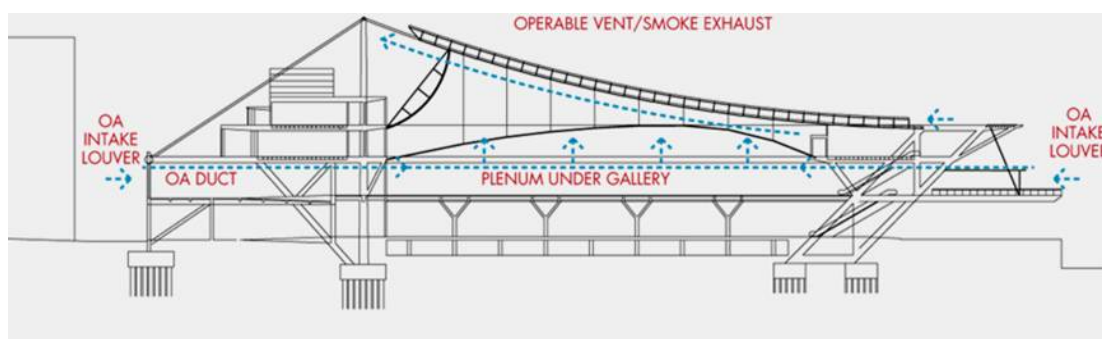 OPERABLE VENT/SMOKE EXHAUST
OA
INTAKE
LOUVER
OA
INTAKE
LOUVER
OA DUCT
PLENUM UNDER GALLERY